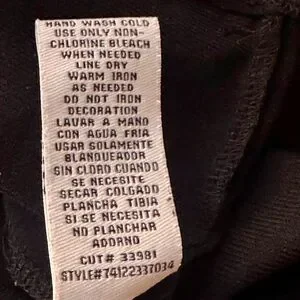 HAND WASH COLD
USE ONLY NON-
CHLORINE BLEACH
WHEN NEEDED
LINE DRY
WARM IRON
AS NEEDED
DO NOT IRON
DECORATION
LAVAR A MANO
CON AGUA FRIA
USAR SOLAMENTE
BLANQUEADOR
SIN CLORO CUANDO
SE NECESITE
SECAR COLGADO
PLANCHA TIBIA
SI SE NECESITA
NO PLANCHAR
ADORNO
CUT# 33981
STYLE#74122337034